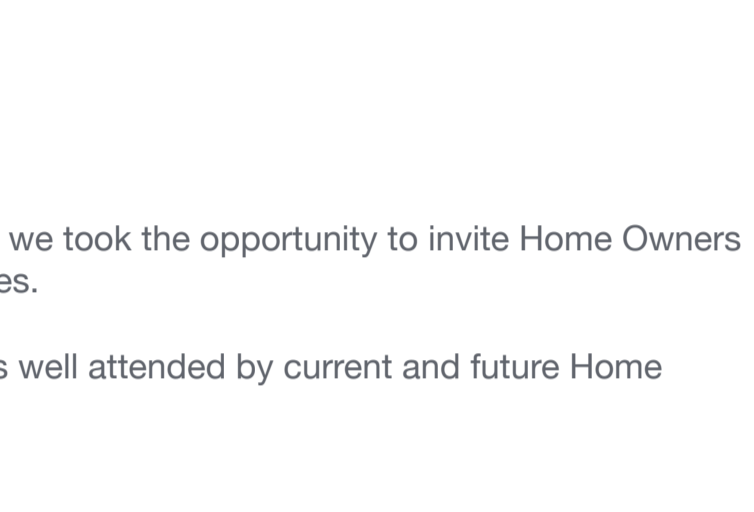 we took the opportunity to invite Home Owners
es.
s well attended by current and future Home